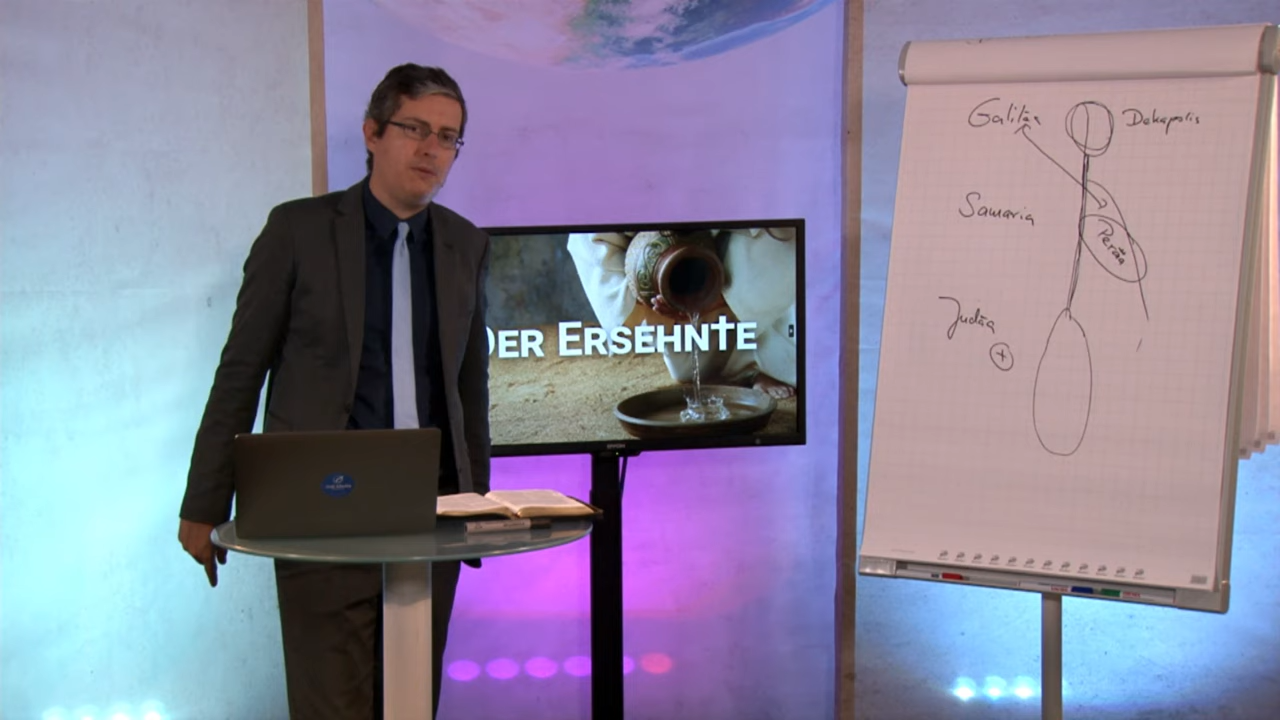 DER ERSEHNTE
Galiläa
Dekapolis
Samaria
Peräa
Judäa